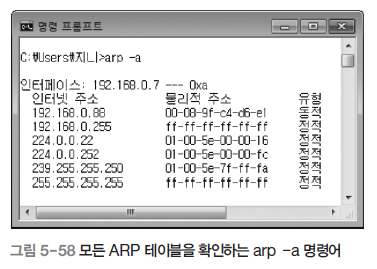 명령 프롬프트
C:₩Users₩지니>arp -a
인터페이스: 192.168.0.7 --- 0xa
인터넷 주소 물리적 주소 유형
192.168.0.88 00-08-9f-c4-d6-e1 동적
192.168.0.255 ff-ff-ff-ff-ff-ff 정적
224.0.0.22 01-00-5e-00-00-16 정적
224.0.0.252 01-00-5e-00-00-fc 정적
239.255.255.250 01-00-5e-7f-ff-fa 정적
255.255.255.255 ff-ff-ff-ff-ff-ff 정적
그림 5-58 모든 ARP 테이블을 확인하는 arp -a 명령어